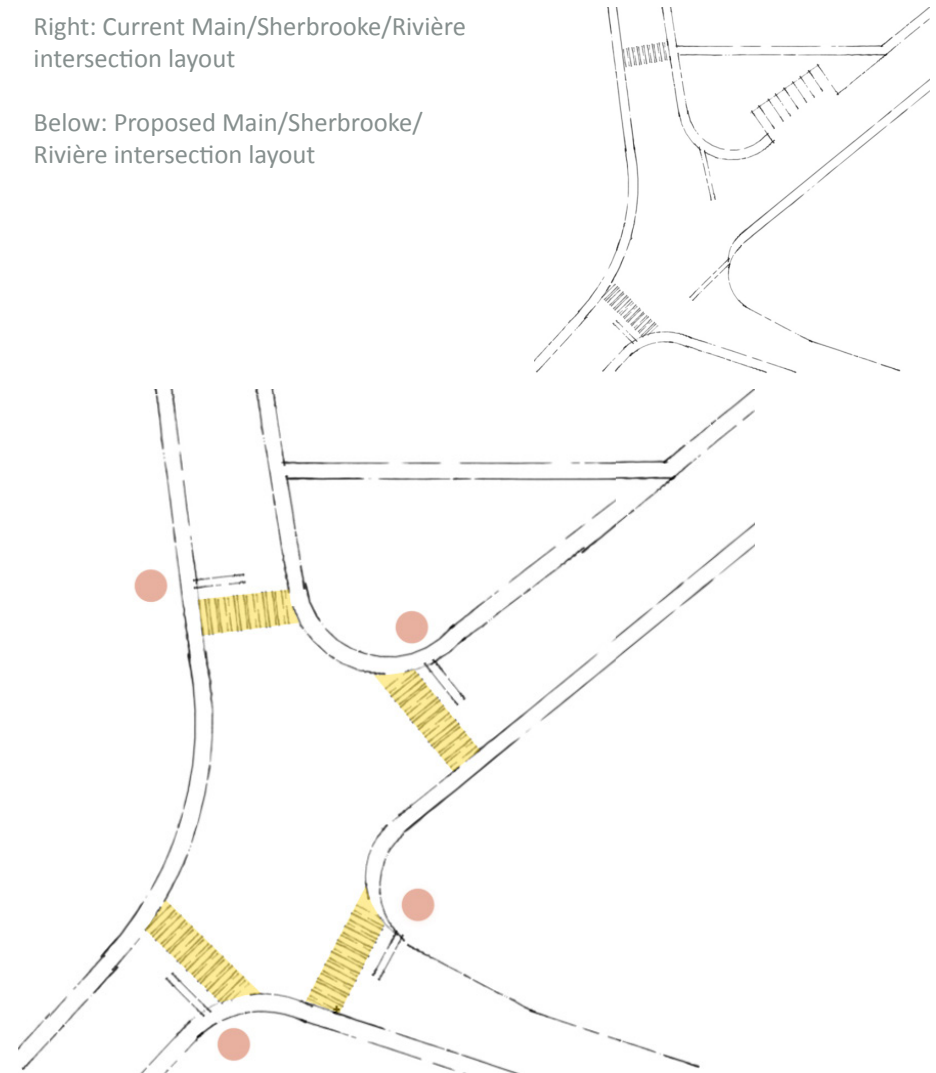 Right: Current Main/Sherbrooke/Rivière
intersection layout
Below: Proposed Main/Sherbrooke/
Rivière intersection layout